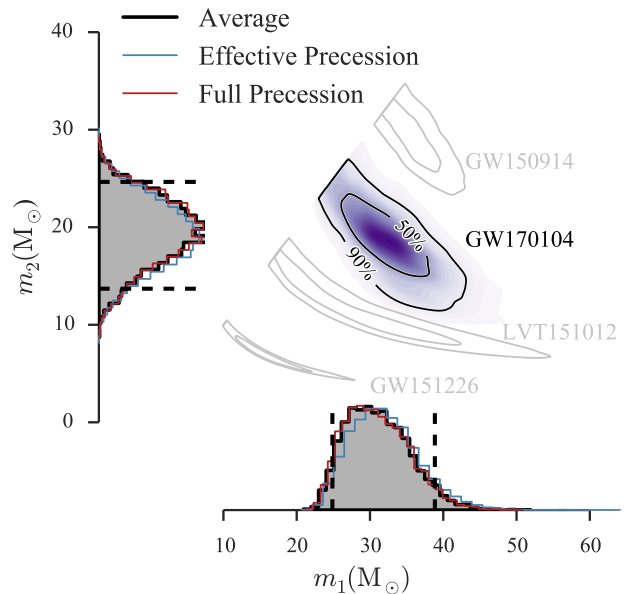 Average
Effective Precession
Full Precession
40
30
20
10
0
m₂(M⊙)
GW150914
GW170104
50%
90%
LVT151012
GW151226
10 20 30 40 50 60
m₁(M⊙)